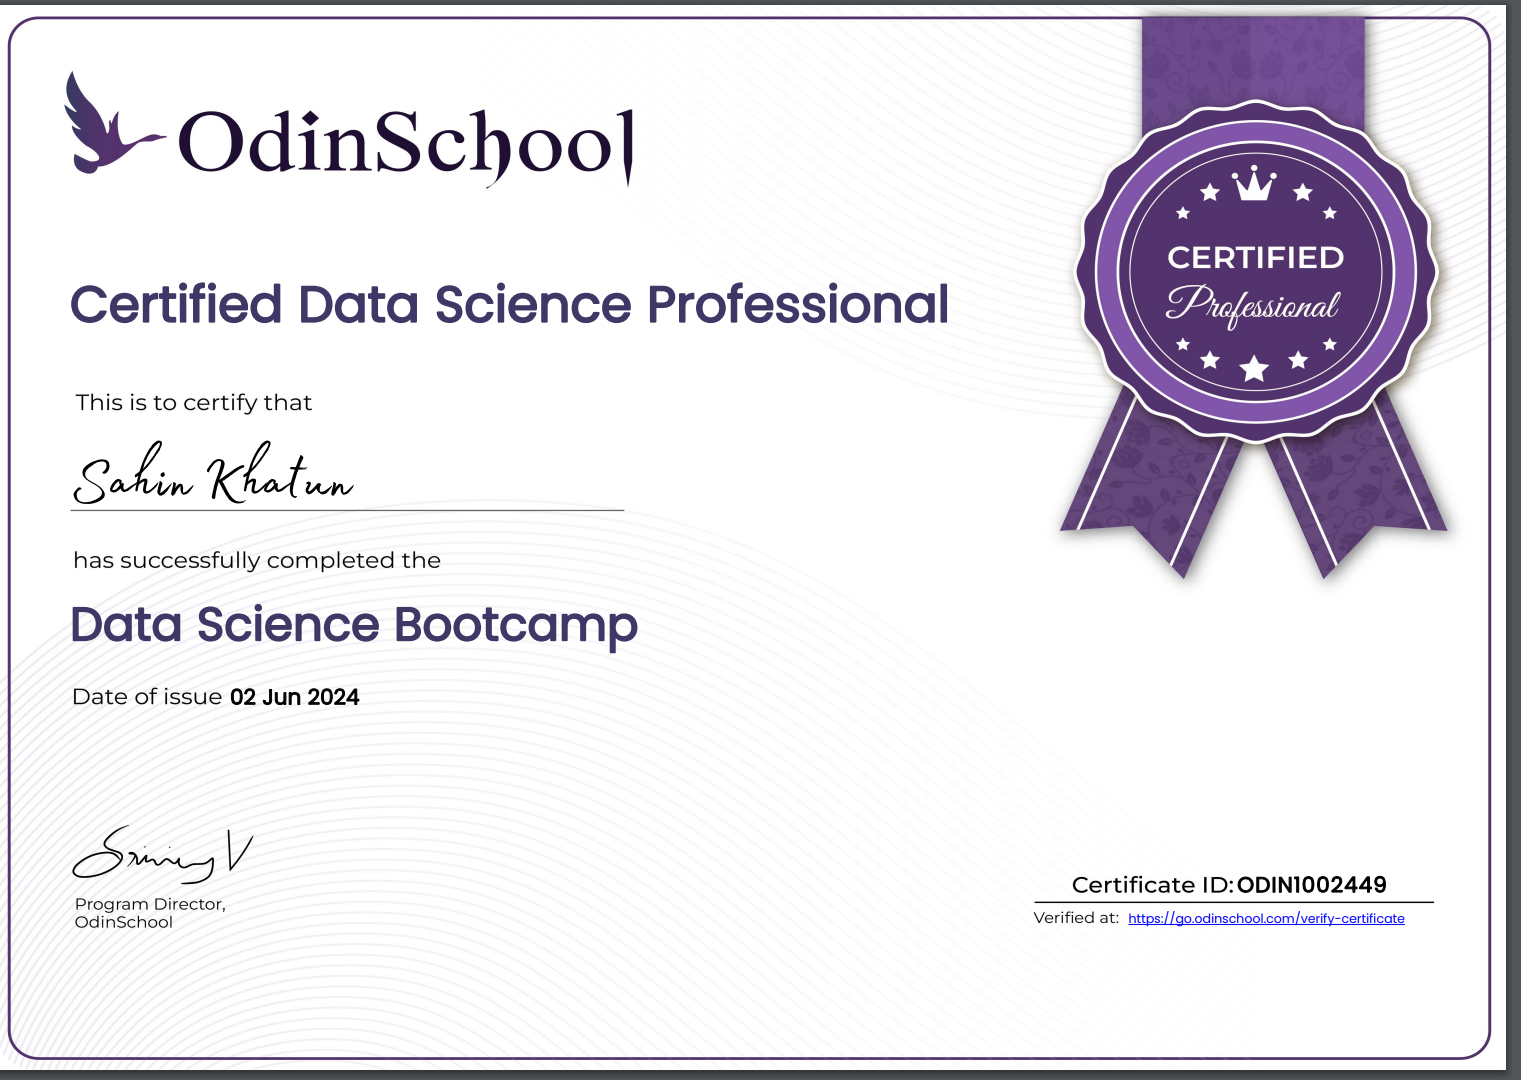 OdinSchool
CERTIFIED
Professional
Certified Data Science Professional
This is to certify that
Sahin Khatun
has successfully completed the
Data Science Bootcamp
Date of issue 02 Jun 2024
Program Director,
OdinSchool
Certificate ID: ODIN1002449
Verified at: https://go.odinschool.com/verify-certificate